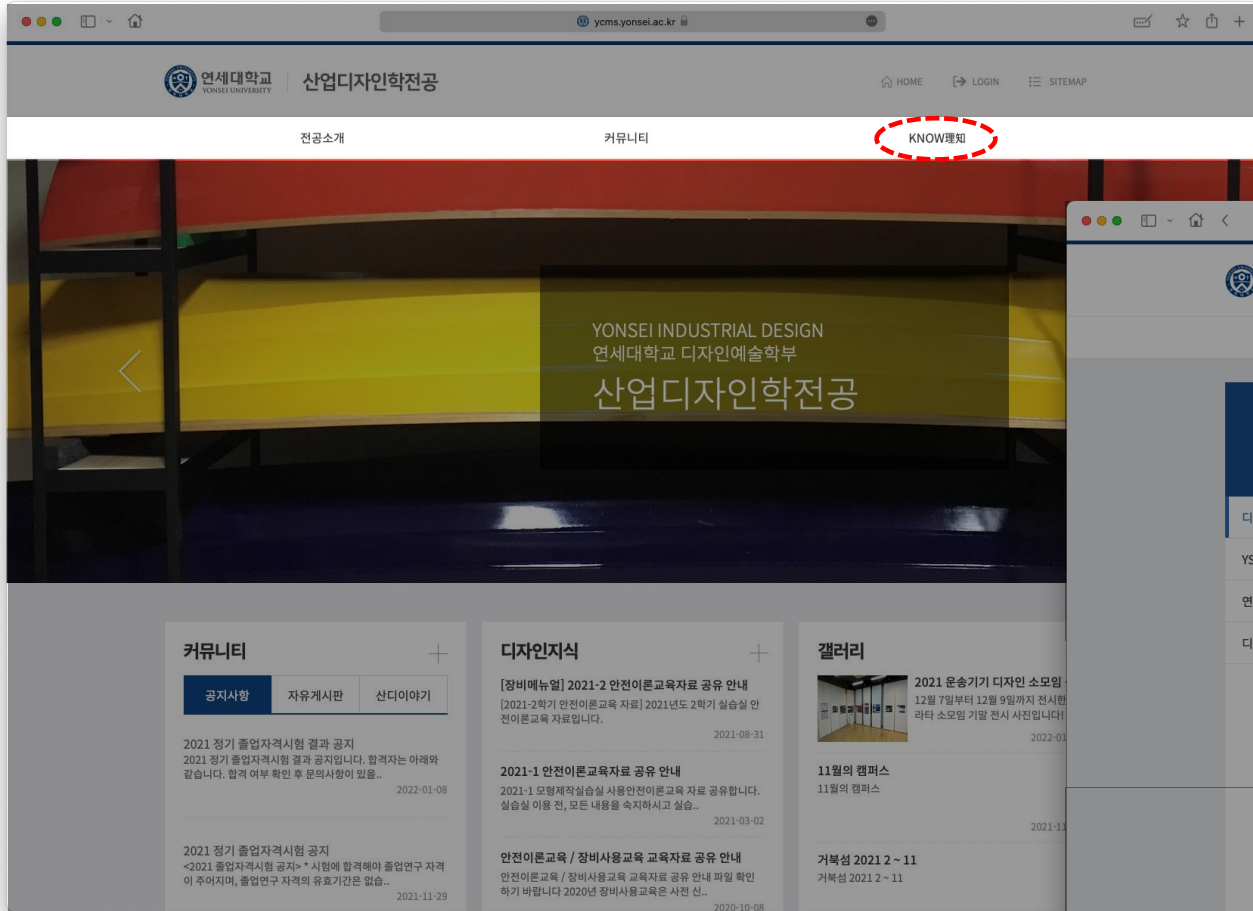 ycms.yonsei.ac.kr
연세대학교
YONSEI UNIVERSITY
산업디자인학전공
HOME
LOGIN
SITEMAP
전공소개
커뮤니티
KNOW理知
YONSEI INDUSTRIAL DESIGN
연세대학교 디자인예술학부
산업디자인학전공
디
YS
연
디
커뮤니티
공지사항
자유게시판
산디이야기
2021 정기 졸업자격시험 결과 공지
2021 정기 졸업자격시험 결과 공지입니다. 합격자는 아래와
같습니다. 합격 여부 확인 후 문의사항이 있을..
2022-01-08
2021 정기 졸업자격시험 공지
<2021 졸업자격시험 공지> * 시험에 합격해야 졸업연구 자격
이 주어지며, 졸업연구 자격의 유효기간은 없습..
2021-11-29
디자인지식
[장비메뉴얼] 2021-2 안전이론교육자료 공유 안내
[2021-2학기 안전이론교육 자료] 2021년도 2학기 실습실 안
전이론교육 자료입니다.
2021-08-31
2021-1 안전이론교육자료 공유 안내
2021-1 모형제작실습실 사용안전이론교육 자료 공유합니다.
실습실 이용 전, 모든 내용을 숙지하시고 실습..
2021-03-02
안전이론교육 / 장비사용교육 교육자료 공유 안내
안전이론교육 / 장비사용교육 교육자료 공유 안내 파일 확인
하기 바랍니다 2020년 장비사용교육은 사전 신..
2020-10-08
갤러리
2021 운송기기 디자인 소모임
12월 7일부터 12월 9일까지 전시한
라타 소모임 기말 전시 사진입니다!
2022-01
11월의 캠퍼스
11월의 캠퍼스
2021-11
거북섬 2021 2 ~ 11
거북섬 2021 2 ~ 11